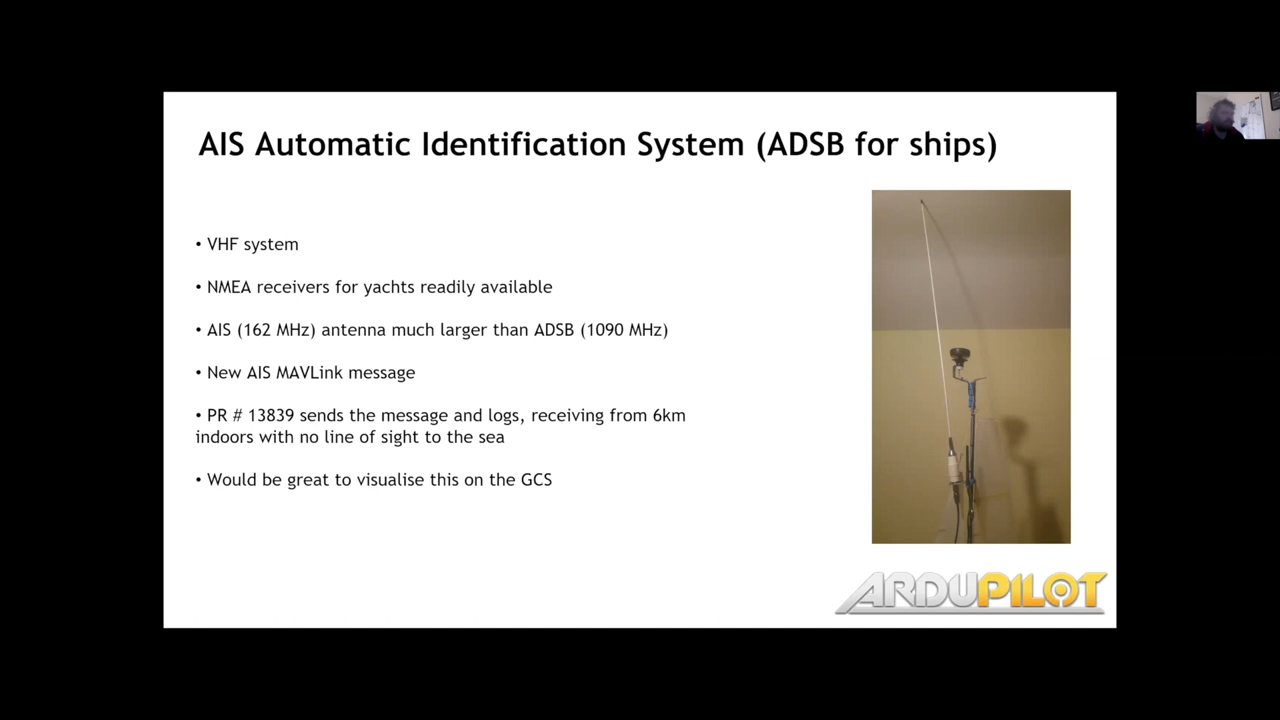 AIS Automatic Identification System (ADSB for ships)
• VHF system
• NMEA receivers for yachts readily available
• AIS (162 MHz) antenna much larger than ADSB (1090 MHz)
• New AIS MAVLink message
• PR # 13839 sends the message and logs, receiving from 6km
indoors with no line of sight to the sea
• Would be great to visualise this on the GCS
ARDUPILOT